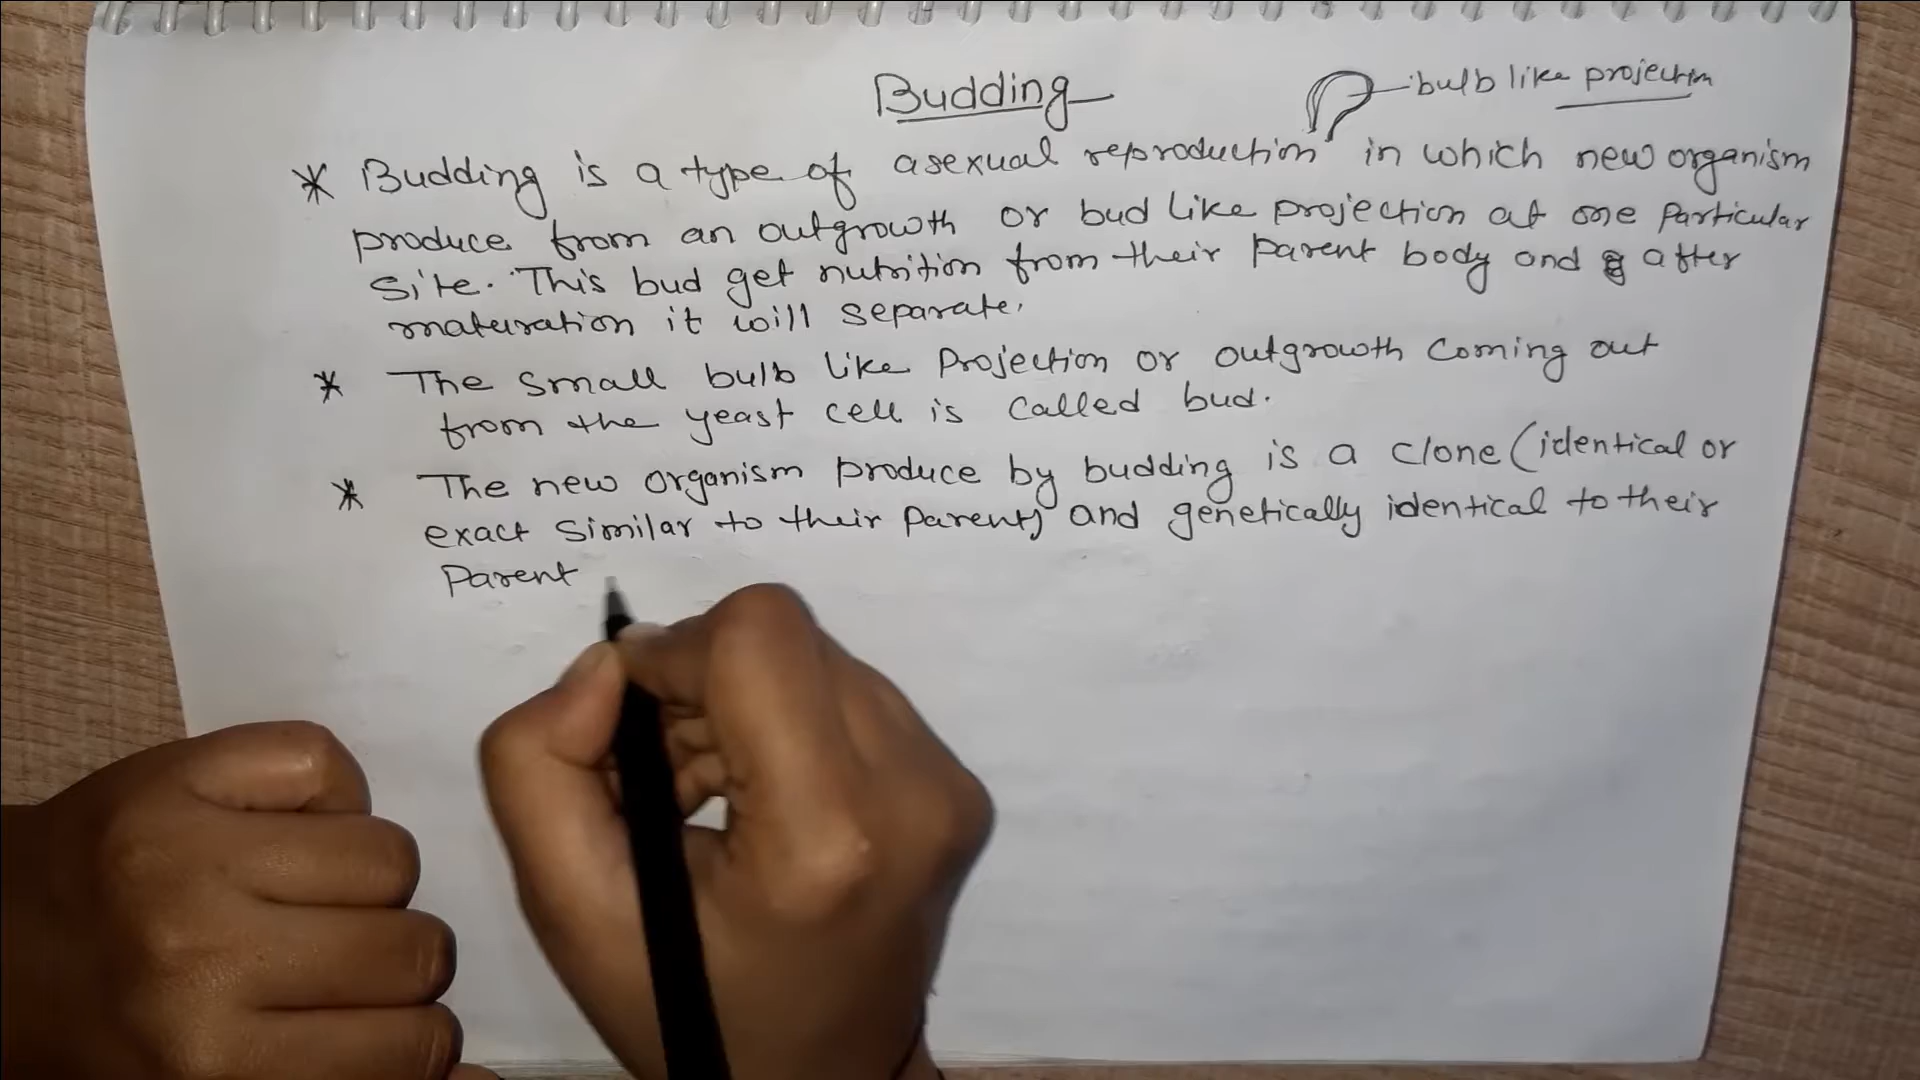 Budding
bulb like projection
* Budding is a type of asexual reproduction in which new organism
produce from an outgrowth or bud like projection at one particular
site. This bud get nutrition from their parent body and after
maturation it will separate.
* The small bulb like Projection or outgrowth coming out
from the yeast cell is called bud.
* The new organism produce by budding is a clone (identical or
exact similar to their parent) and genetically identical to their
Parent